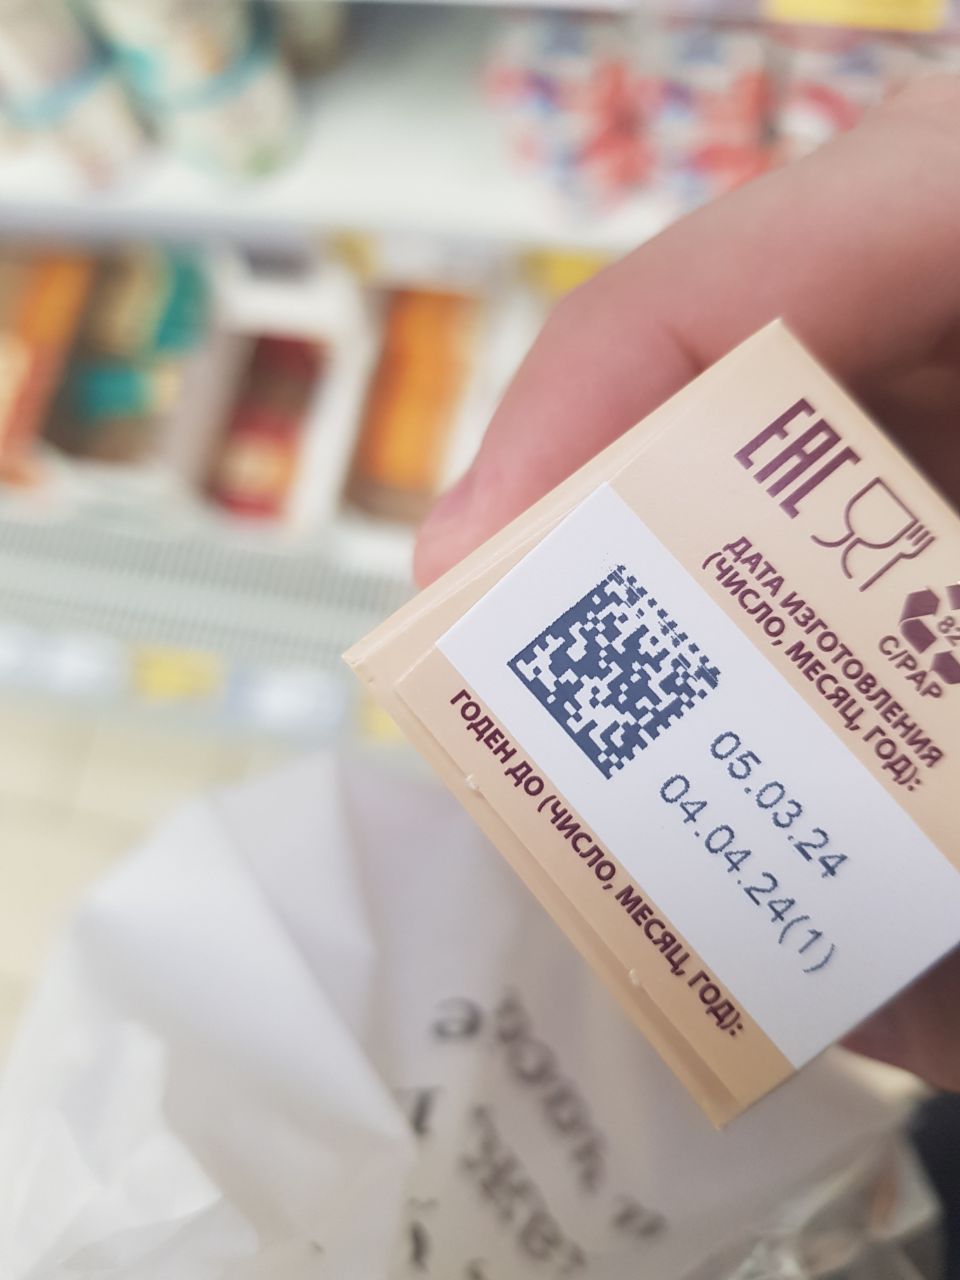 EAC
82
C/PAP
ДАТА ИЗГОТОВЛЕНИЯ
(ЧИСЛО, МЕСЯЦ, ГОД):
05.03.24
04.04.24(1)
ГОДЕН ДО (ЧИСЛО, МЕСЯЦ, ГОД):